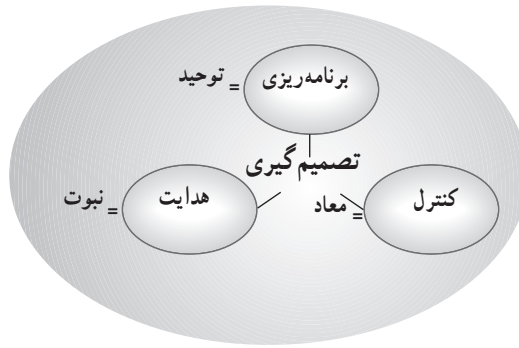 برنامه‌ریزی = توحید
تصمیم‌گیری
کنترل = معاد
هدایت = نبوت